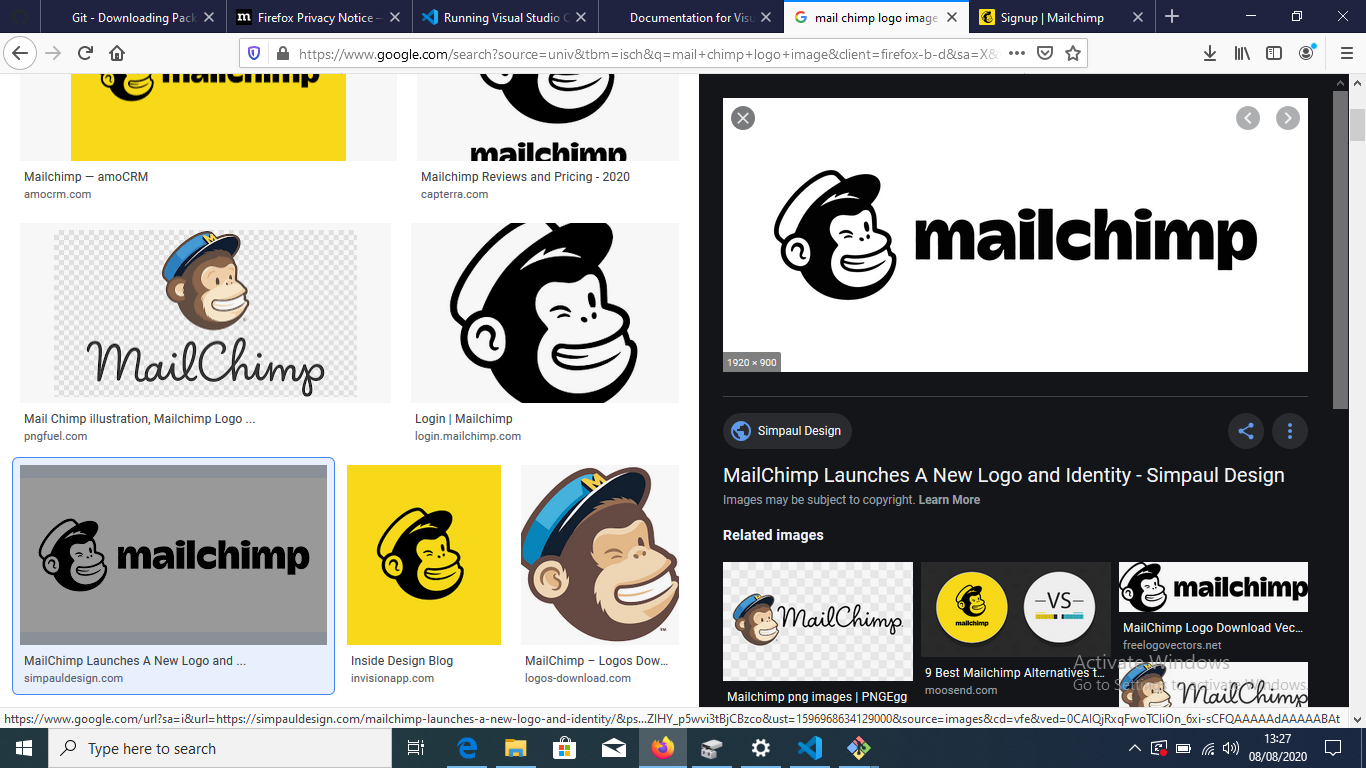 Git - Downloading Pack
Firefox Privacy Notice —
Running Visual Studio C
Documentation for Visu
mail chimp logo image
Signup | Mailchimp
https://www.google.com/search?source=univ&tbm=isch&q=mail+chimp+logo+image&client=firefox-b-d&sa=X&
mailchimp
mailchimp
Mailchimp — amoCRM
amocrm.com
Mailchimp Reviews and Pricing - 2020
capterra.com
MailChimp
Mail Chimp illustration, Mailchimp Logo ...
pngfuel.com
Login | Mailchimp
login.mailchimp.com
mailchimp
MailChimp Launches A New Logo and ...
simpauldesign.com
Inside Design Blog
invisionapp.com
M
TM
MailChimp – Logos Dow...
logos-download.com
mailchimp
1920 × 900
Simpaul Design
MailChimp Launches A New Logo and Identity - Simpaul Design
Images may be subject to copyright. Learn More
Related images
MailChimp
Mailchimp png images | PNGEgg
mailchimp
–VS–
9 Best Mailchimp Alternatives t...
moosend.com
mailchimp
MailChimp Logo Download Vec...
freelogovectors.net
MailChimp
Activate Windows
Go to Settings to activate Windows.
https://www.google.com/url?sa=i&url=https://simpauldesign.com/mailchimp-launches-a-new-logo-and-identity/&ps...ZlHY_p5wvi3tBjCBzco&ust=1596968634129000&source=images&cd=vfe&ved=0CAIQjRxqFwoTCIiOn_6xi-sCFQAAAAAdAAAAABAt
Type here to search
13:27
08/08/2020